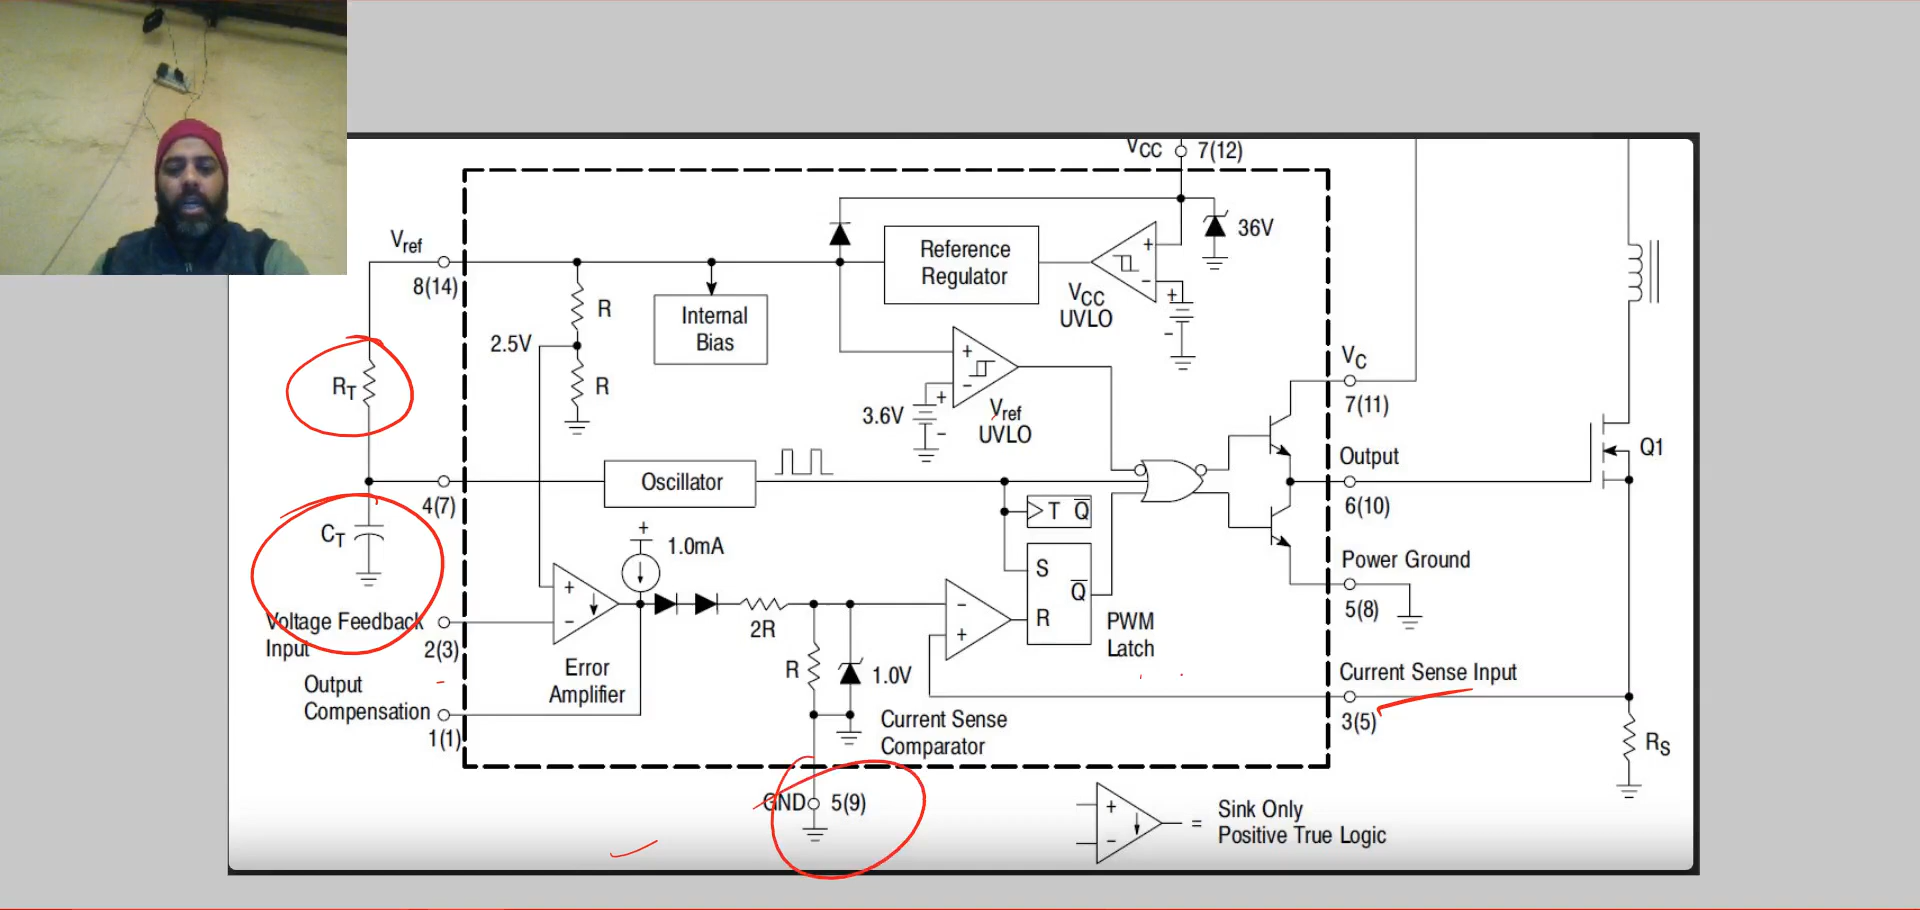 VCC 7(12)
Vref
8(14)
Reference
Regulator
36V
+
-
VCC
UVLO
+
-
R
2.5V
R
Internal
Bias
RT
+
-
3.6V
+
-
Vref
UVLO
VC
7(11)
Q1
Output
6(10)
Oscillator
4(7)
CT
T Q
+
1.0mA
S
Q
R
PWM
Latch
Power Ground
5(8)
+
-
Voltage Feedback
Input
2(3)
Error
Amplifier
2R
R
1.0V
-
+
Output
Compensation
1(1)
Current Sense
Comparator
Current Sense Input
3(5)
RS
GND 5(9)
+
-
= Sink Only
Positive True Logic